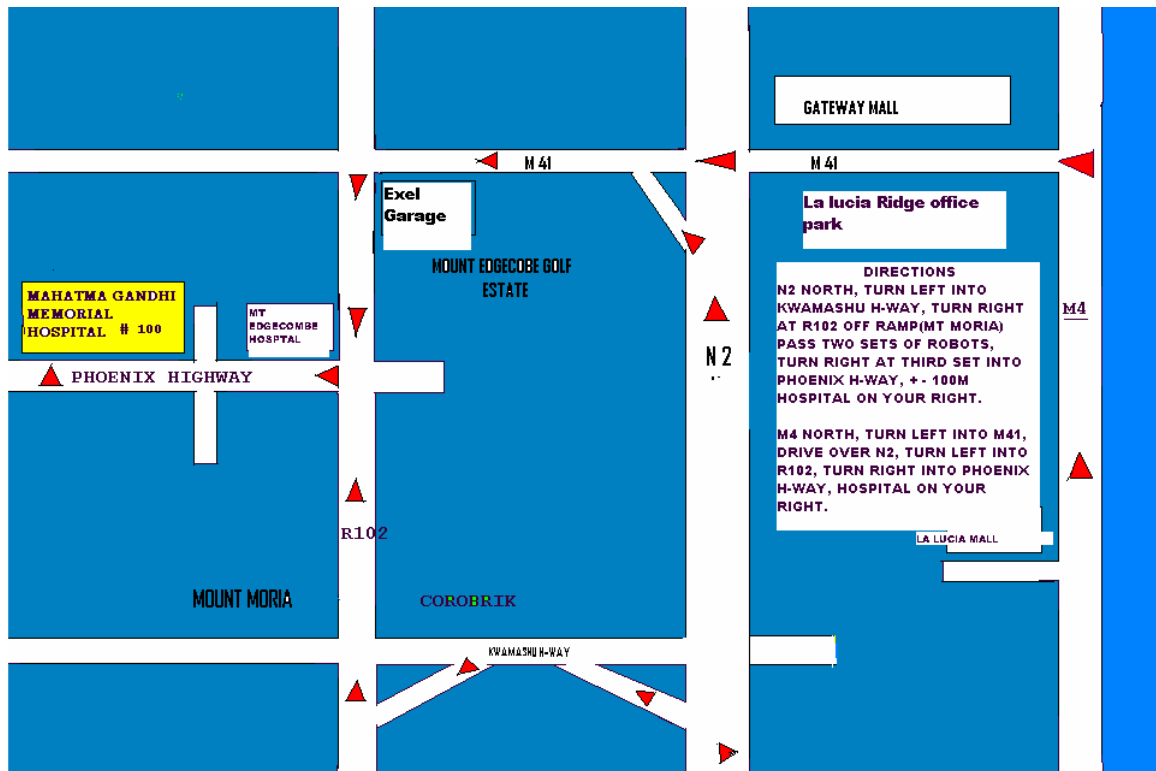 GATEWAY MALL
M 41
M 41
Exel
Garage
La lucia Ridge office
park
MOUNT EDGECOBE GOLF
ESTATE
DIRECTIONS
N2 NORTH, TURN LEFT INTO
KWAMASHU H-WAY, TURN RIGHT
AT R102 OFF RAMP(MT MORIA)
PASS TWO SETS OF ROBOTS,
TURN RIGHT AT THIRD SET INTO
PHOENIX H-WAY, + - 100M
HOSPITAL ON YOUR RIGHT.
M4 NORTH, TURN LEFT INTO M41,
DRIVE OVER N2, TURN LEFT INTO
R102, TURN RIGHT INTO PHOENIX
H-WAY, HOSPITAL ON YOUR
RIGHT.
MAHATMA GANDHI
MEMORIAL
HOSPITAL # 100
MT
EDGECOMBE
HOSPTAL
M4
N 2
PHOENIX HIGHWAY
R102
LA LUCIA MALL
MOUNT MORIA
COROBRIK
KWAMASHU H-WAY